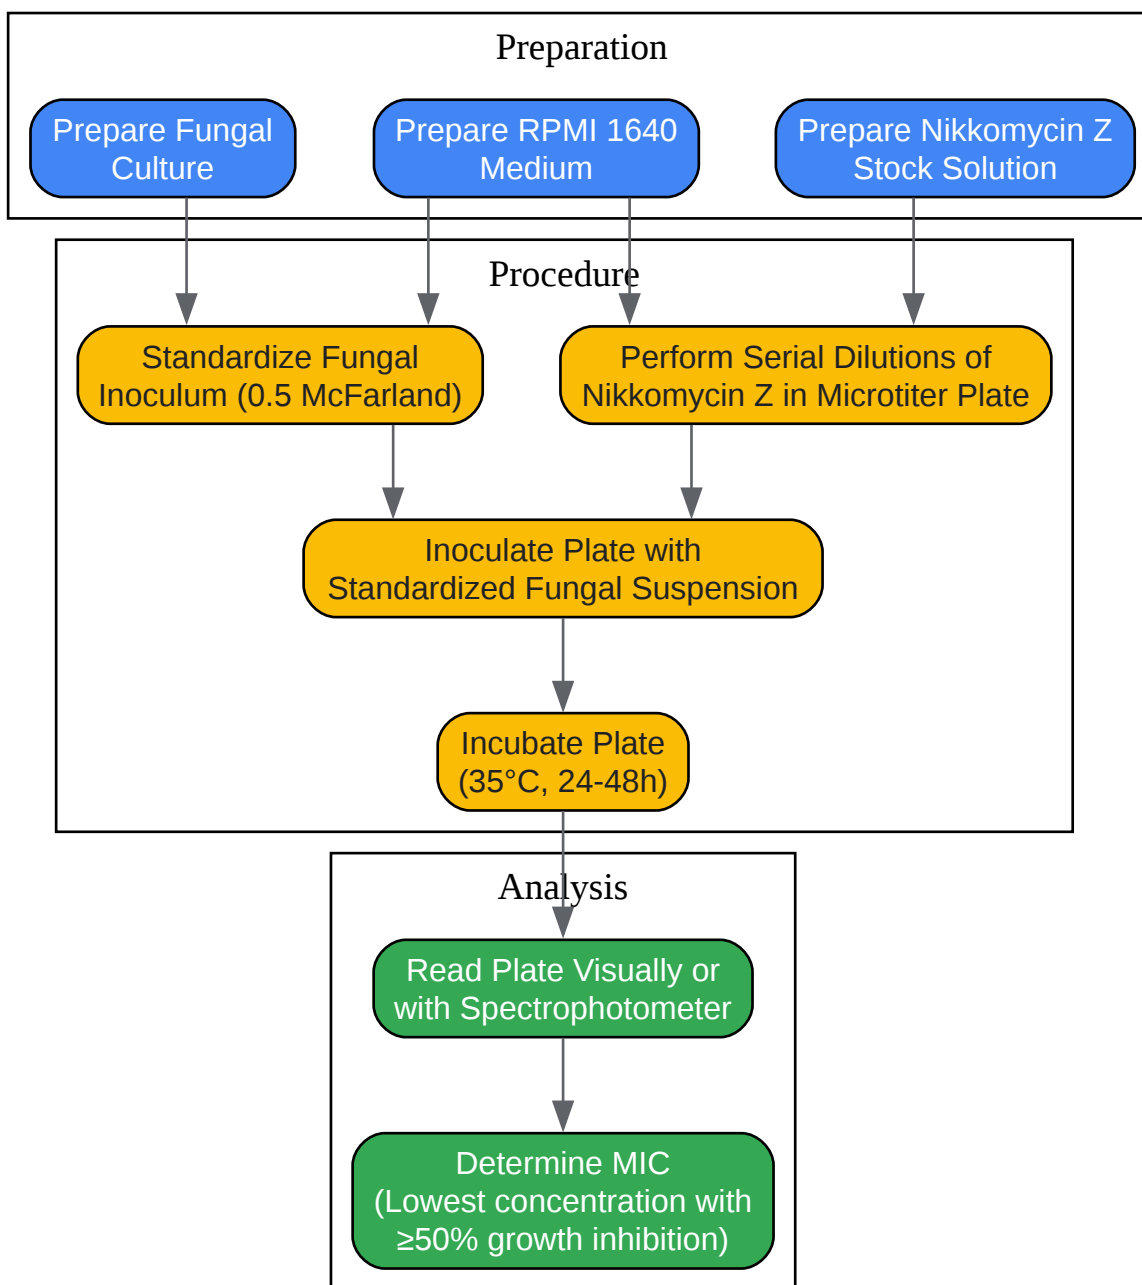 Preparation
Prepare Fungal
Culture
Prepare RPMI 1640
Medium
Prepare Nikkomycin Z
Stock Solution
Procedure
Standardize Fungal
Inoculum (0.5 McFarland)
Perform Serial Dilutions of
Nikkomycin Z in Microtiter Plate
Inoculate Plate with
Standardized Fungal Suspension
Incubate Plate
(35°C, 24-48h)
Analysis
Read Plate Visually or
with Spectrophotometer
Determine MIC
(Lowest concentration with
≥50% growth inhibition)